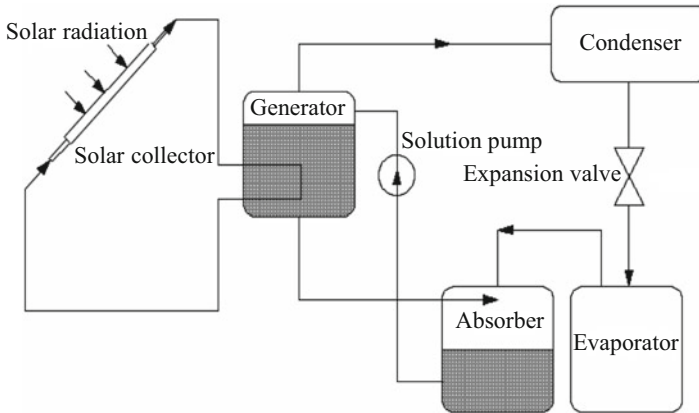 Solar radiation
Condenser
Generator
Solar collector
Solution pump
Expansion valve
Absorber
Evaporator